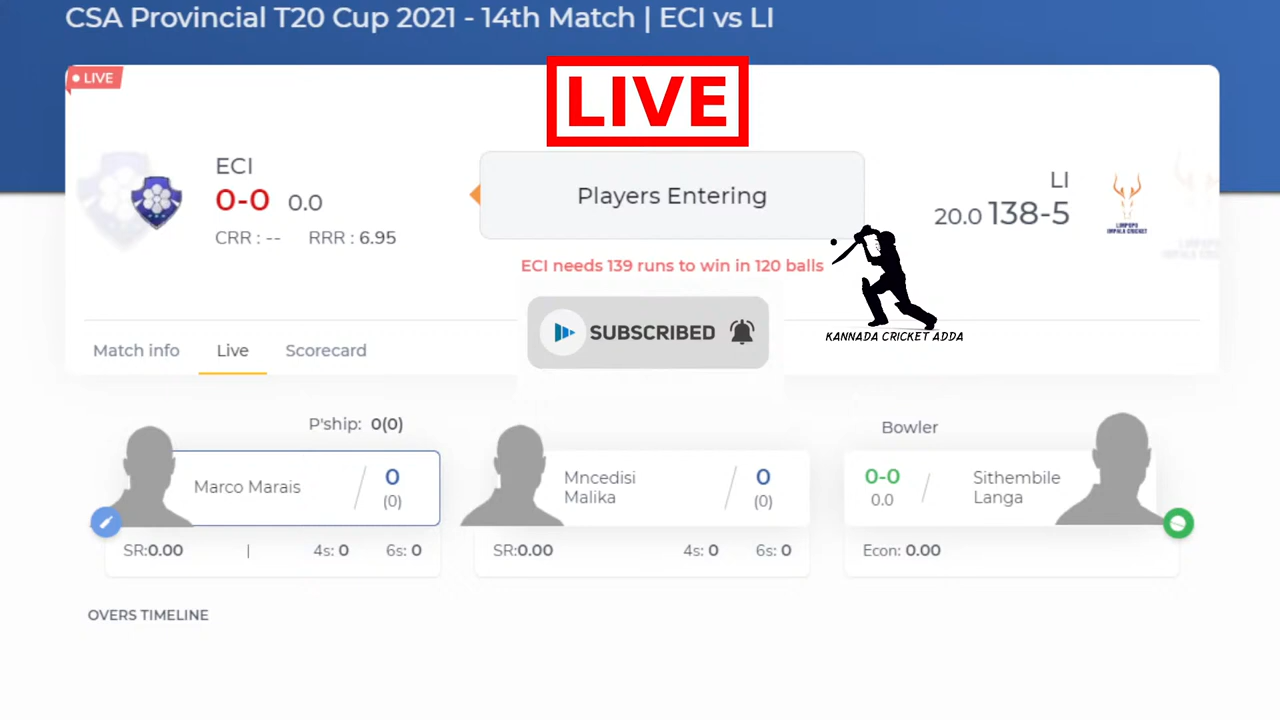 CSA Provincial T20 Cup 2021 - 14th Match | ECI vs LI
LIVE
LIVE
ECI
0-0 0.0
CRR : -- RRR : 6.95
Players Entering
LI
20.0 138-5
LIMPOPO
IMPALA CRICKET
ECI needs 139 runs to win in 120 balls
SUBSCRIBED
KANNADA CRICKET ADDA
Match info Live Scorecard
P'ship: 0(0)
Bowler
Marco Marais 0
(0)
Mncedisi
Malika
0
(0)
0-0
0.0
Sithembile
Langa
SR:0.00 | 4s: 0 6s: 0
SR:0.00 4s: 0 6s: 0
Econ: 0.00
OVERS TIMELINE